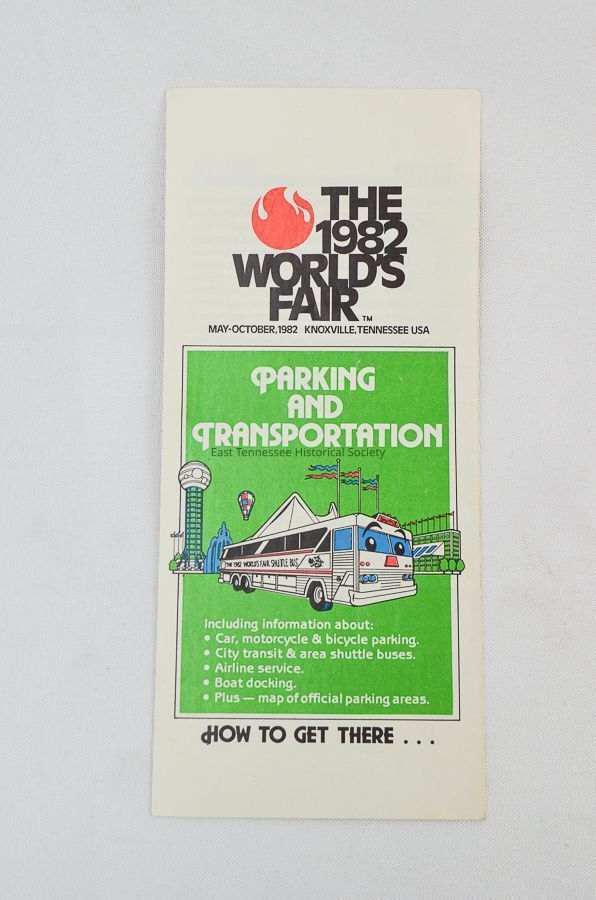 THE
1982
WORLD'S
FAIR™
MAY-OCTOBER, 1982 KNOXVILLE, TENNESSEE USA
PARKING
AND
TRANSPORTATION
East Tennessee Historical Society
THE 1982 WORLD'S FAIR SHUTTLE BUS
Including information about:
• Car, motorcycle & bicycle parking.
• City transit & area shuttle buses.
• Airline service.
• Boat docking.
• Plus — map of official parking areas.
HOW TO GET THERE . . .